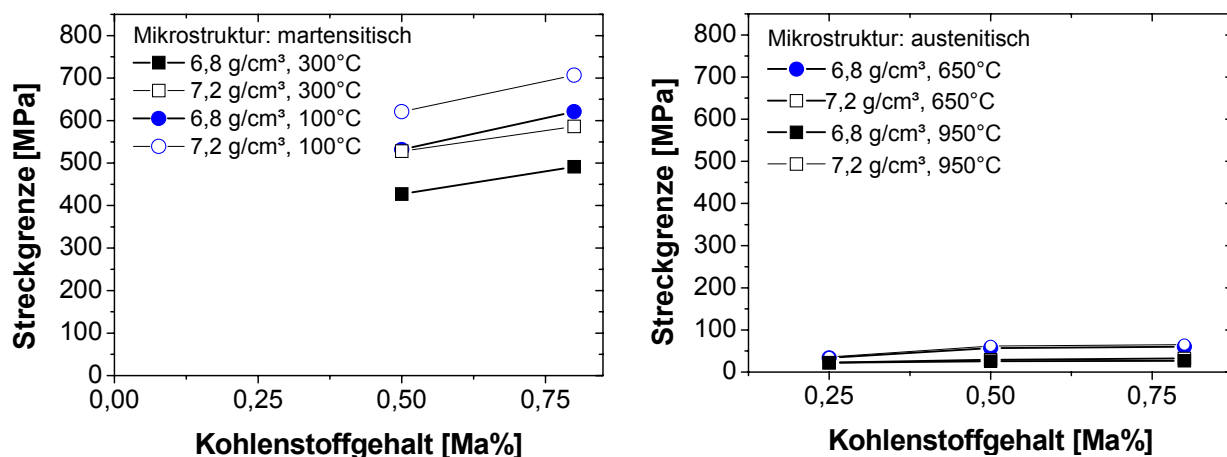 Mikrostruktur: martensitisch
6,8 g/cm³, 300°C
7,2 g/cm³, 300°C
6,8 g/cm³, 100°C
7,2 g/cm³, 100°C
800
700
600
500
400
300
200
100
0
Streckgrenze [MPa]
0,00 0,25 0,50 0,75
Kohlenstoffgehalt [Ma%]
Mikrostruktur: austenitisch
6,8 g/cm³, 650°C
7,2 g/cm³, 650°C
6,8 g/cm³, 950°C
7,2 g/cm³, 950°C
800
700
600
500
400
300
200
100
0
Streckgrenze [MPa]
0,25 0,50 0,75
Kohlenstoffgehalt [Ma%]